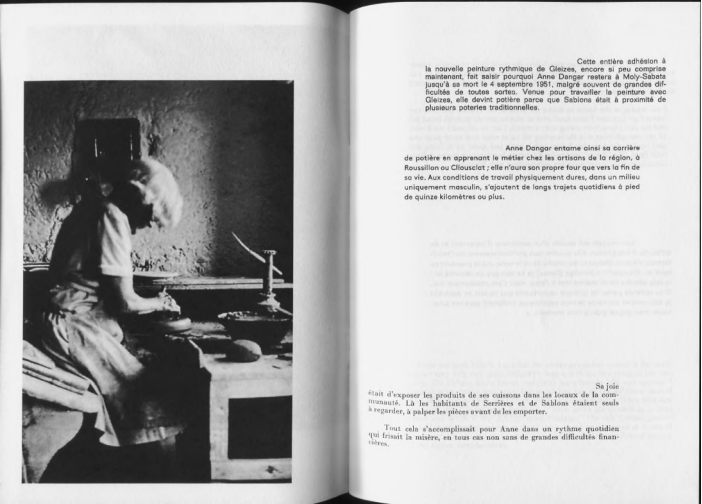 Cette entière adhésion à
la nouvelle peinture rythmique de Gleizes, encore si peu comprise
maintenant, fait saisir pourquoi Anne Dangar restera à Moly-Sabata
jusqu'à sa mort le 4 septembre 1951, malgré souvent de grandes dif-
ficultés de toutes sortes. Venue pour travailler la peinture avec
Gleizes, elle devint potière parce que Sablons était à proximité de
plusieurs poteries traditionnelles.
Anne Dangar entame ainsi sa carrière
de potière en apprenant le métier chez les artisans de la région, à
Roussillon ou Cliousclat ; elle n'aura son propre four que vers la fin de
sa vie. Aux conditions de travail physiquement dures, dans un milieu
uniquement masculin, s'ajoutent de longs trajets quotidiens à pied
de quinze kilomètres ou plus.
Sa joie
était d'exposer les produits de ses cuissons dans les locaux de la com-
munauté. Là les habitants de Serrières et de Sablons étaient seuls
à regarder, à palper les pièces avant de les emporter.
Tout cela s'accomplissait pour Anne dans un rythme quotidien
qui frisait la misère, en tous cas non sans de grandes difficultés finan-
cières.